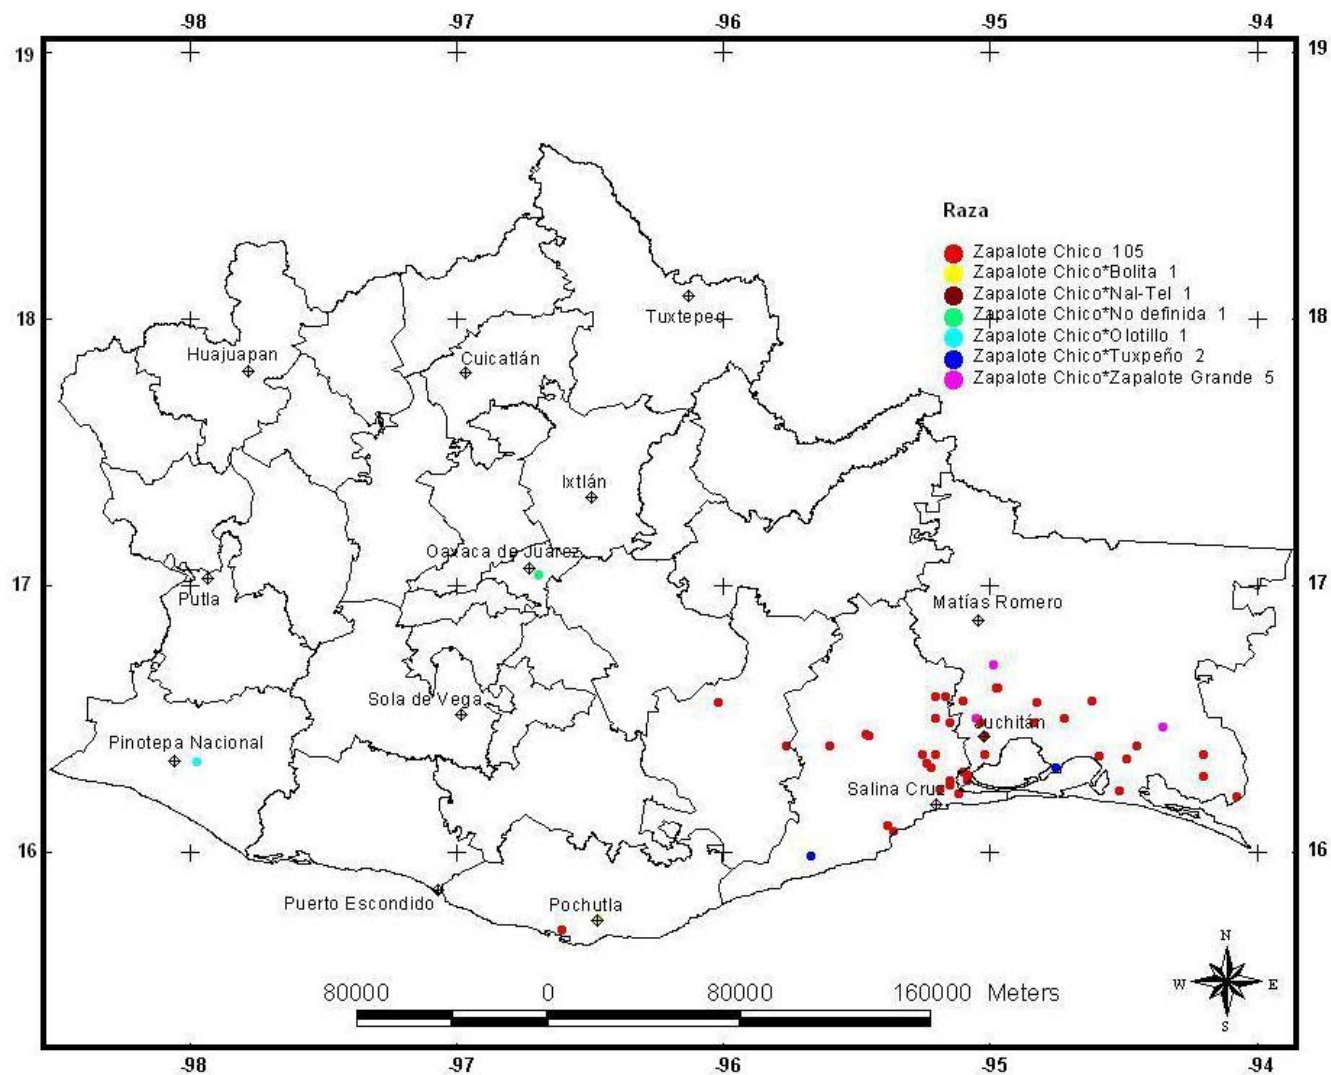 -98 -97 -96 -95 -94
19 19
Raza
Zapalote Chico 105
Zapalote Chico*Bolita 1
Zapalote Chico*Nal-Tel 1
Zapalote Chico*No definida 1
Zapalote Chico*Olotillo 1
Zapalote Chico*Tuxpeño 2
Zapalote Chico*Zapalote Grande 5
Tuxtepec
18 18
Huajuapan
Cuicatlán
Ixtlán
Oaxaca de Juárez
17 17
Putla
Matías Romero
Sola de Vega
Juchitán
Pinotepa Nacional
Salina Cruz
16 16
Puerto Escondido
Pochutla
N
W E
S
80000 0 80000 160000 Meters
-98 -97 -96 -95 -94